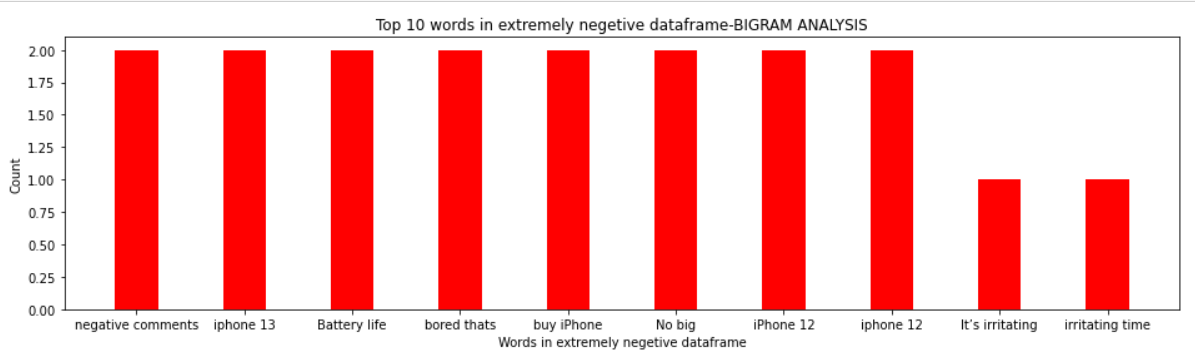 Top 10 words in extremely negetive dataframe-BIGRAM ANALYSIS
2.00
1.75
1.50
1.25
1.00
0.75
0.50
0.25
0.00
Count
negative comments iphone 13 Battery life bored thats buy iPhone No big iPhone 12 iphone 12 It’s irritating irritating time
Words in extremely negetive dataframe